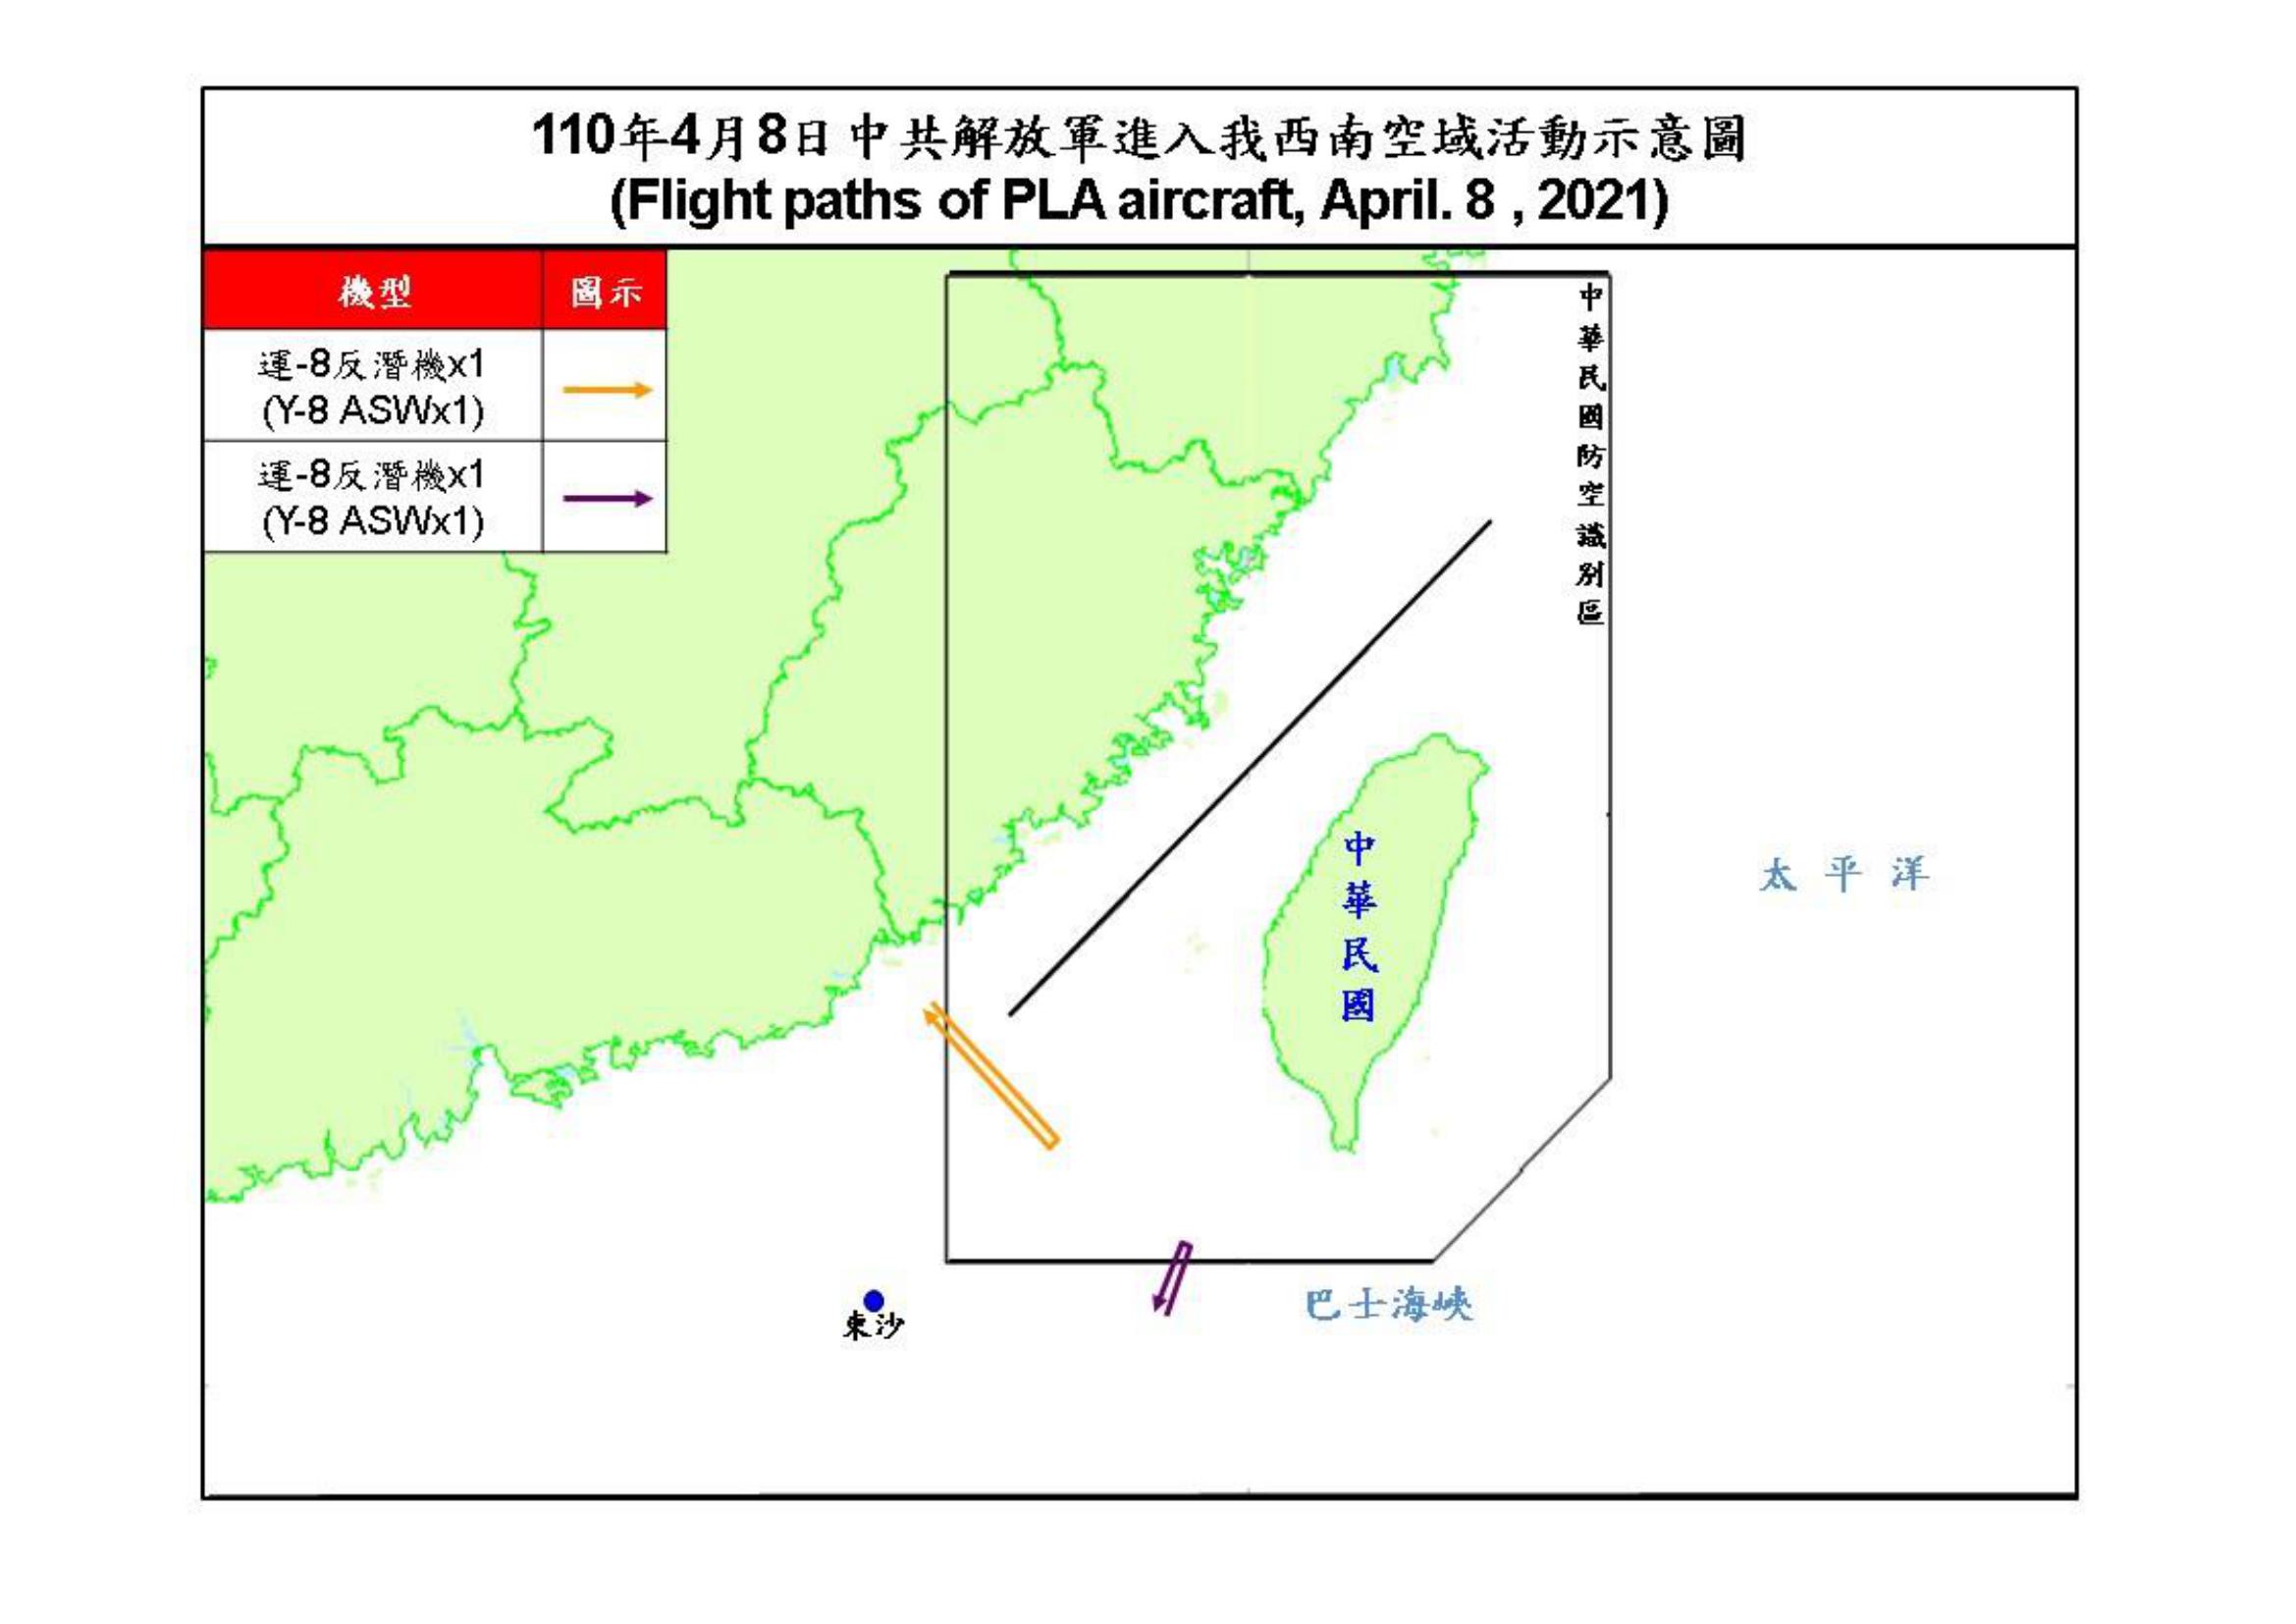 110年4月8日中共解放軍進入我西南空域活動示意圖
(Flight paths of PLA aircraft, April. 8 , 2021)
機型 圖示
運-8反潛機x1
(Y-8 ASWx1)
運-8反潛機x1
(Y-8 ASWx1)
中華民國防空識別區
中華民國
太平洋
巴士海峽
東沙